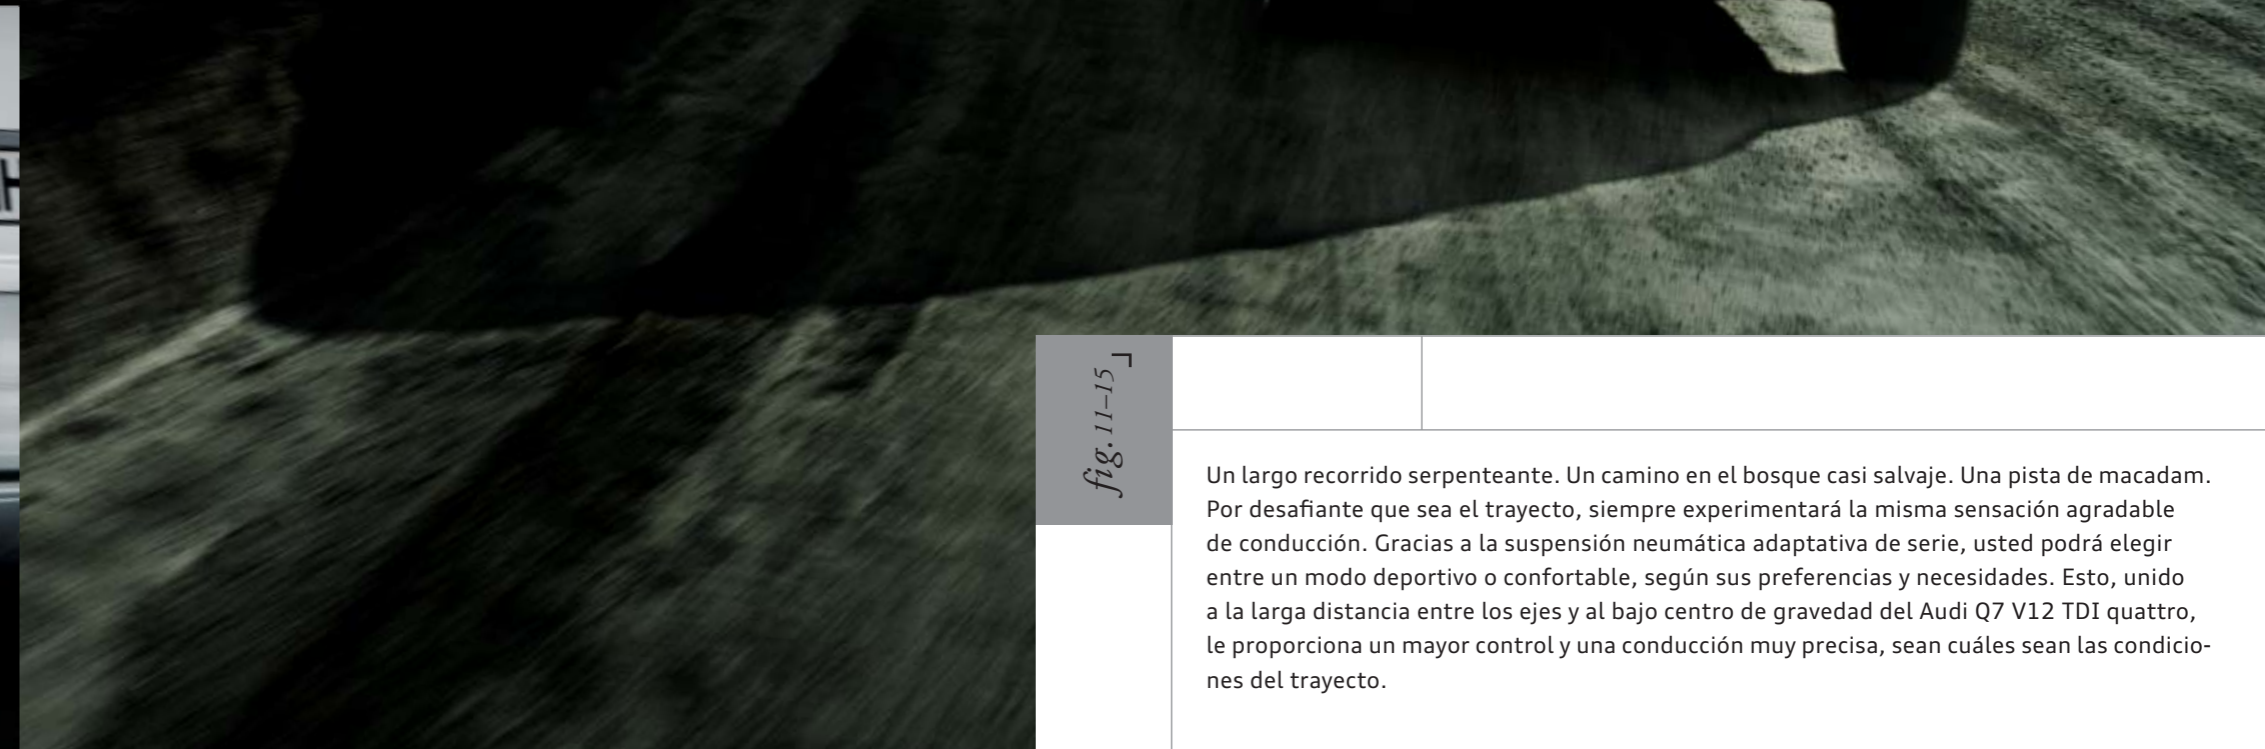 fig. 11–15
Un largo recorrido serpenteante. Un camino en el bosque casi salvaje. Una pista de macadam.
Por desafiante que sea el trayecto, siempre experimentará la misma sensación agradable
de conducción. Gracias a la suspensión neumática adaptativa de serie, usted podrá elegir
entre un modo deportivo o confortable, según sus preferencias y necesidades. Esto, unido
a la larga distancia entre los ejes y al bajo centro de gravedad del Audi Q7 V12 TDI quattro,
le proporciona un mayor control y una conducción muy precisa, sean cuáles sean las condicio-
nes del trayecto.